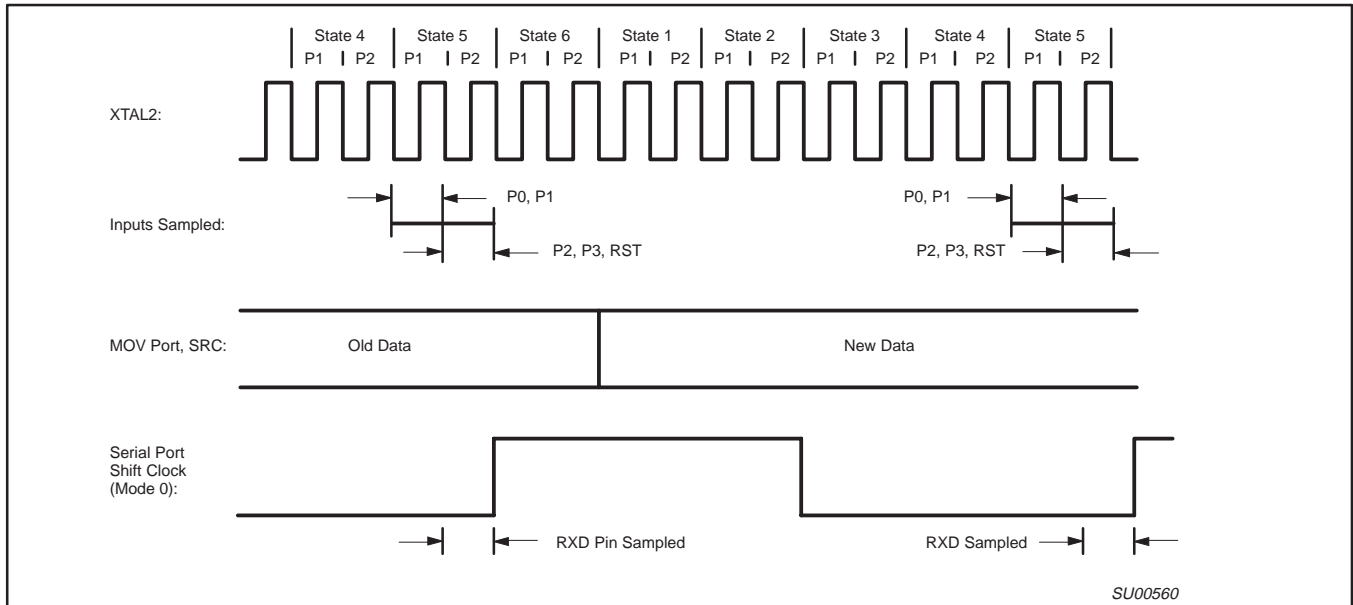 State 4 State 5 State 6 State 1 State 2 State 3 State 4 State 5
P1 P2 P1 P2 P1 P2 P1 P2 P1 P2 P1 P2 P1 P2 P1 P2
XTAL2:
P0, P1 P0, P1
Inputs Sampled:
P2, P3, RST P2, P3, RST
MOV Port, SRC: Old Data New Data
Serial Port
Shift Clock
(Mode 0):
RXD Pin Sampled RXD Sampled
SU00560